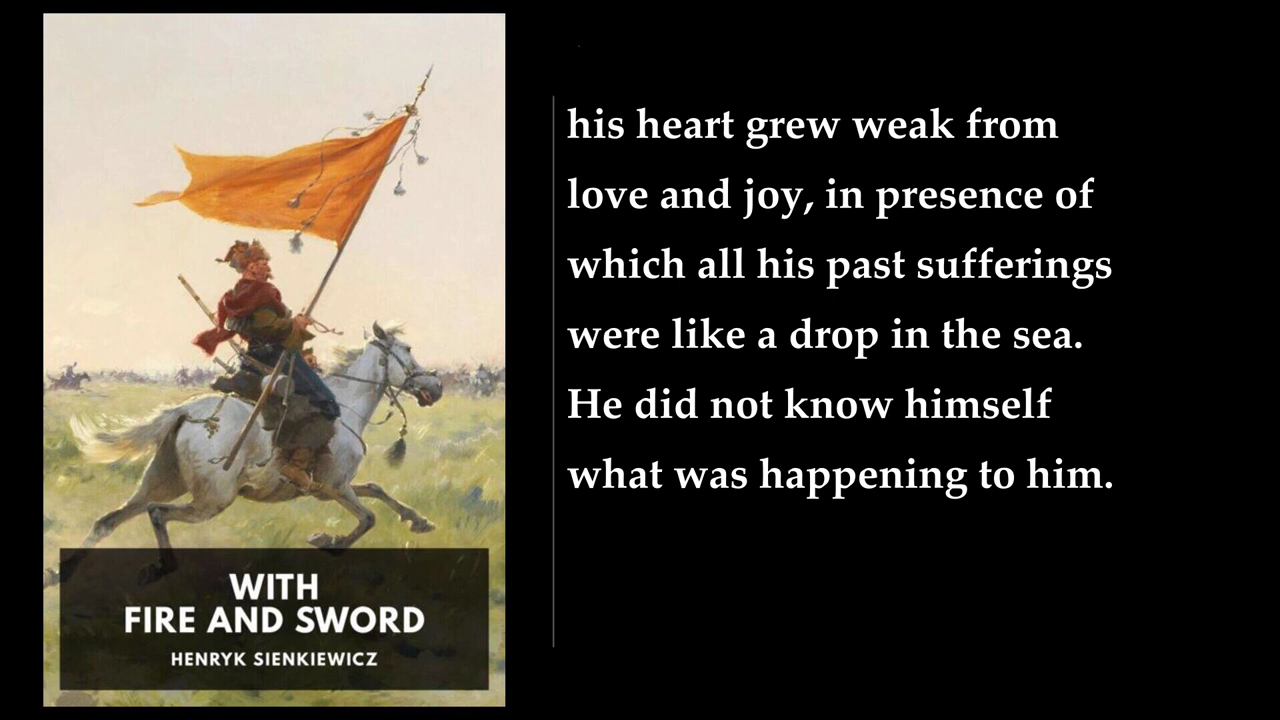 WITH
FIRE AND SWORD
HENRYK SIENKIEWICZ
his heart grew weak from
love and joy, in presence of
which all his past sufferings
were like a drop in the sea.
He did not know himself
what was happening to him.